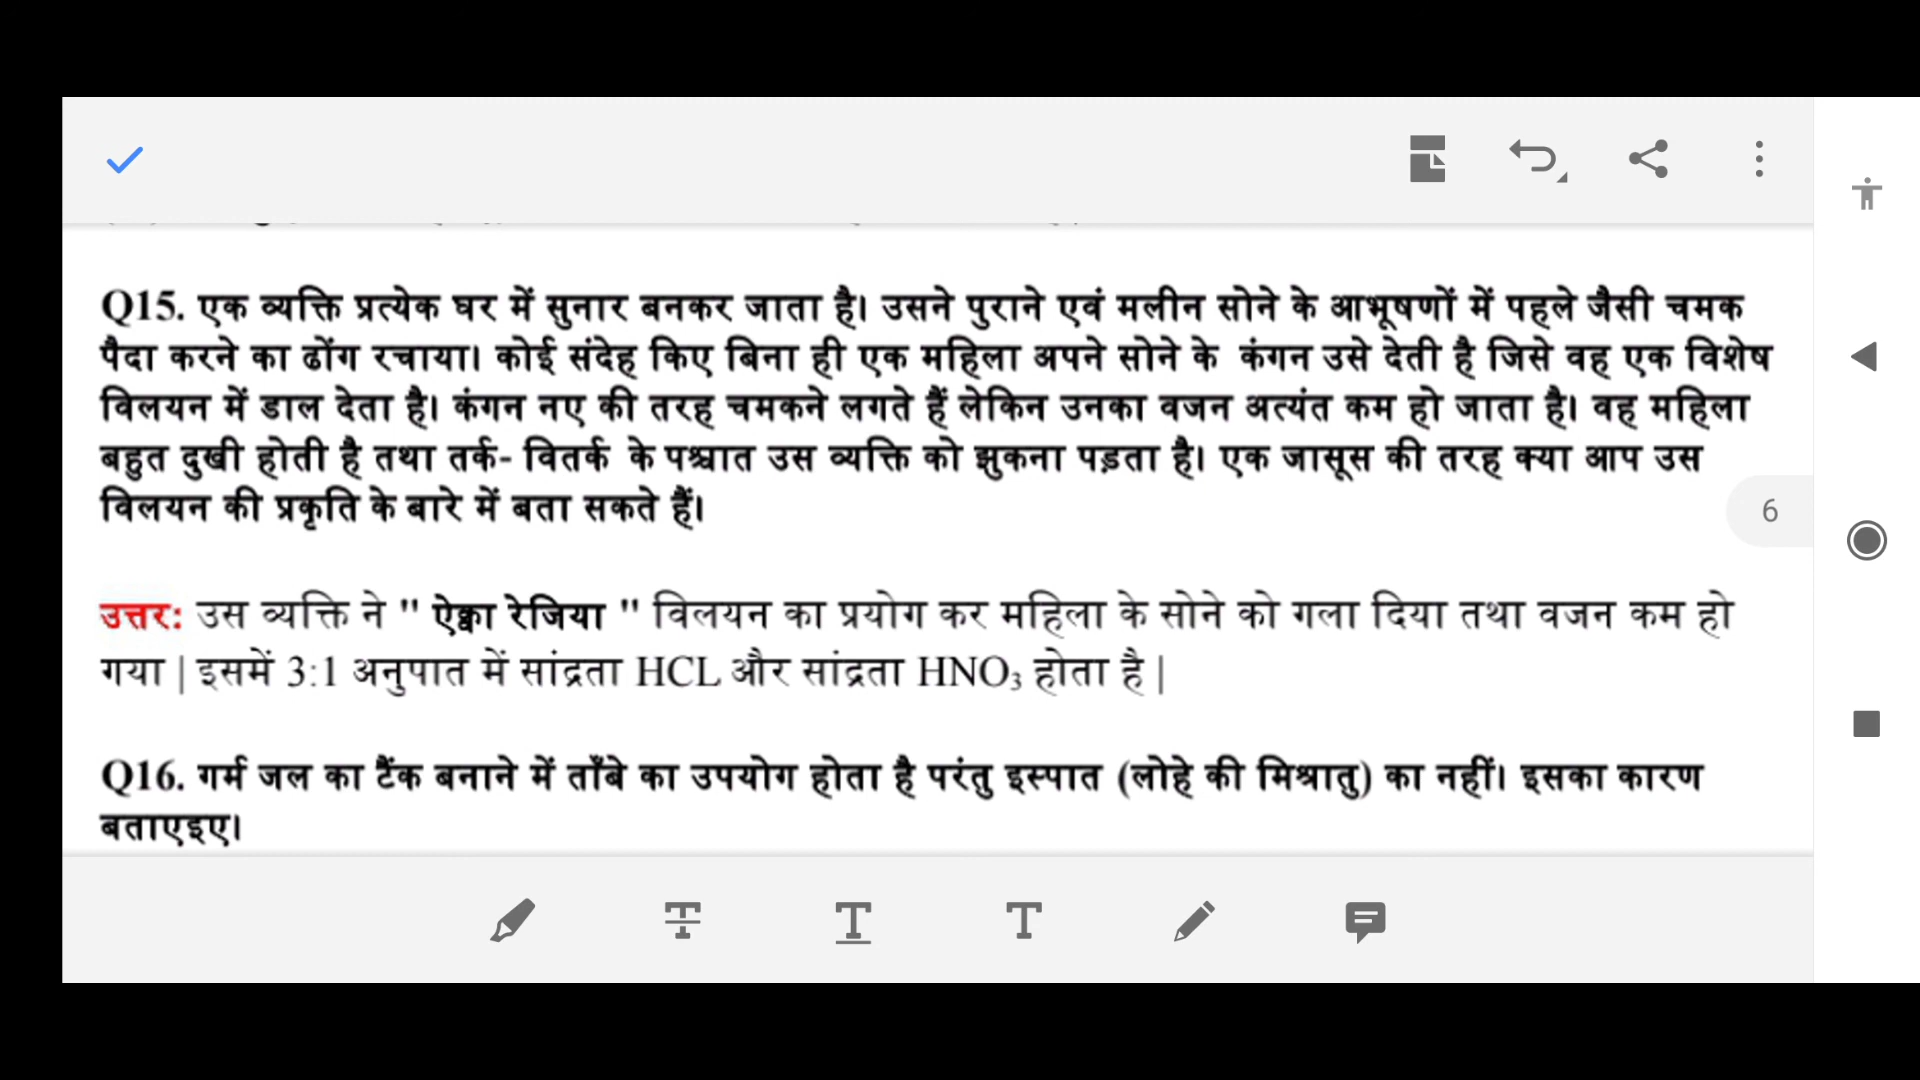 Q15. एक व्यक्ति प्रत्येक घर में सुनार बनकर जाता है। उसने पुराने एवं मलीन सोने के आभूषणों में पहले जैसी चमक
पैदा करने का ढोंग रचाया। कोई संदेह किए बिना ही एक महिला अपने सोने के कंगन उसे देती है जिसे वह एक विशेष
विलयन में डाल देता है। कंगन नए की तरह चमकने लगते हैं लेकिन उनका वजन अत्यंत कम हो जाता है। वह महिला
बहुत दुखी होती है तथा तर्क- वितर्क के पश्चात उस व्यक्ति को झुकना पड़ता है। एक जासूस की तरह क्या आप उस
विलयन की प्रकृति के बारे में बता सकते हैं।
6
उत्तर: उस व्यक्ति ने " ऐक्वा रेजिया " विलयन का प्रयोग कर महिला के सोने को गला दिया तथा वजन कम हो
गया | इसमें 3:1 अनुपात में सांद्रता HCL और सांद्रता HNO₃ होता है |
Q16. गर्म जल का टैंक बनाने में ताँबे का उपयोग होता है परंतु इस्पात (लोहे की मिश्रातु) का नहीं। इसका कारण
बताएइए।